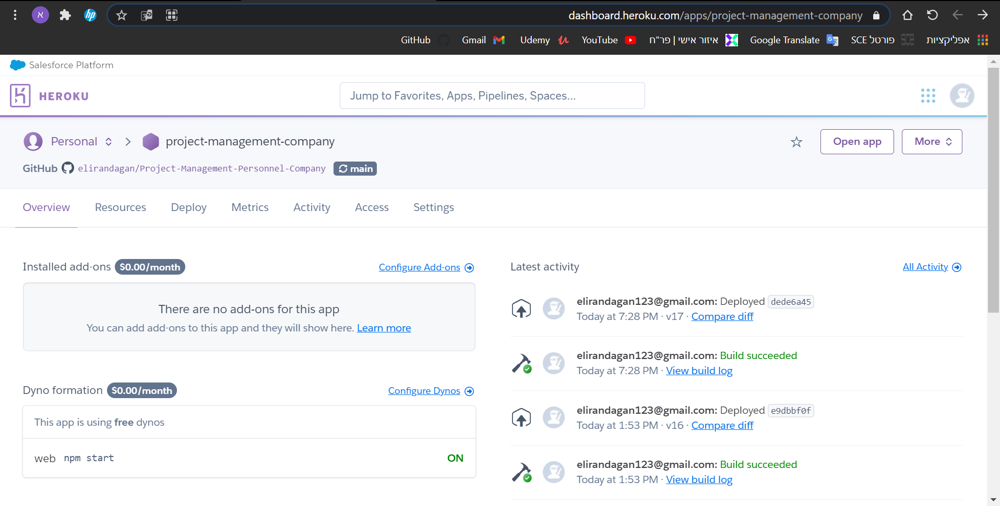 א
hp
dashboard.heroku.com/apps/project-management-company
GitHub Gmail Udemy YouTube איזור אישי | פר"ח Google Translate פורטל SCE אפליקציות
Salesforce Platform
HEROKU
Jump to Favorites, Apps, Pipelines, Spaces...
Personal project-management-company
Open app
More
GitHub elirandagan/Project-Management-Personnel-Company main
Overview Resources Deploy Metrics Activity Access Settings
Installed add-ons $0.00/month Configure Add-ons
There are no add-ons for this app
You can add add-ons to this app and they will show here. Learn more
Dyno formation $0.00/month Configure Dynos
This app is using free dynos
web npm start ON
Latest activity All Activity
elirandagan123@gmail.com: Deployed dede6a45
Today at 7:28 PM · v17 · Compare diff
elirandagan123@gmail.com: Build succeeded
Today at 7:28 PM · View build log
elirandagan123@gmail.com: Deployed e9dbbf0f
Today at 1:53 PM · v16 · Compare diff
elirandagan123@gmail.com: Build succeeded
Today at 1:53 PM · View build log